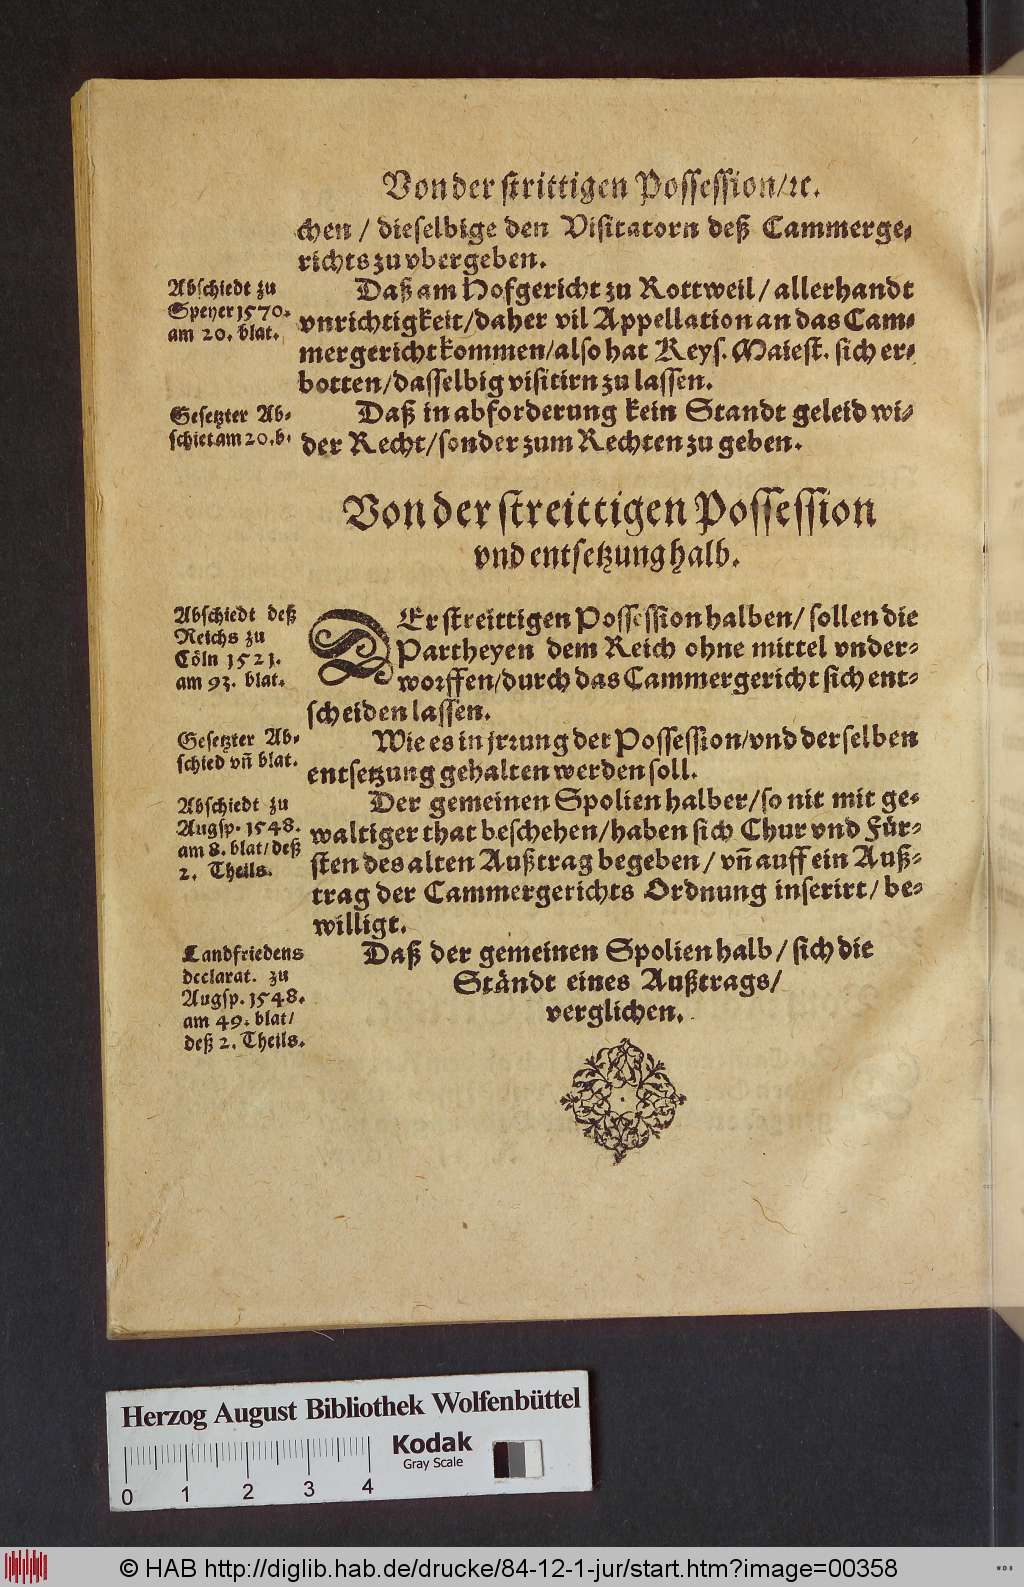 Von der strittigen Possession/ꝛc.
chen / dieselbige den Visitatorn deß Cammerge-
richts zu vbergeben.
Abschiedt zu
Speyer 1570.
am 20. blat.
Daß am Hofgericht zu Rottweil / allerhandt
vnrichtigkeit/daher vil Appellation an das Cam-
mergericht kommen/also hat Keys. Maiest. sich er-
botten/dasselbig visitirn zu lassen.
Gesetzter Ab-
schiet am 20.b.
Daß in abforderung kein Standt geleid wi-
der Recht/sonder zum Rechten zu geben.
Von der streittigen Possession
vnd entsetzung halb.
Abschiedt deß
Reichs zu
Cöln 1521.
am 93. blat.
DEr streittigen Possession halben/ sollen die
Partheyen dem Reich ohne mittel vnder-
worffen/durch das Cammergericht sich ent-
scheiden lassen.
Gesetzter Ab-
schied vñ blat.
Wie es in jrrung der Possession/vnd derselben
entsetzung gehalten werden soll.
Abschiedt zu
Augsp. 1548.
am 8. blat/deß
2. Theils.
Der gemeinen Spolien halber/so nit mit ge-
waltiger that beschehen/haben sich Chur vnd Für-
sten des alten Außtrag begeben / vñ auff ein Auß-
trag der Cammergerichts Ordnung inserirt / be-
williget.
Landfriedens
declarat. zu
Augsp. 1548.
am 49. blat/
deß 2. Theils.
Daß der gemeinen Spolien halb / sich die
Ständt eines Außtrags/
verglichen.
Herzog August Bibliothek Wolfenbüttel
Kodak
Gray Scale
0 1 2 3 4
© HAB http://diglib.hab.de/drucke/84-12-1-jur/start.htm?image=00358